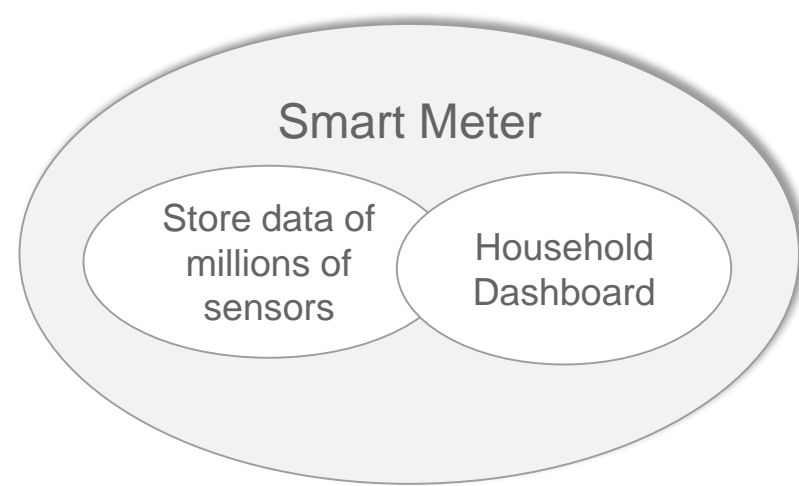 Smart Meter
Store data of
millions of
sensors
Household
Dashboard